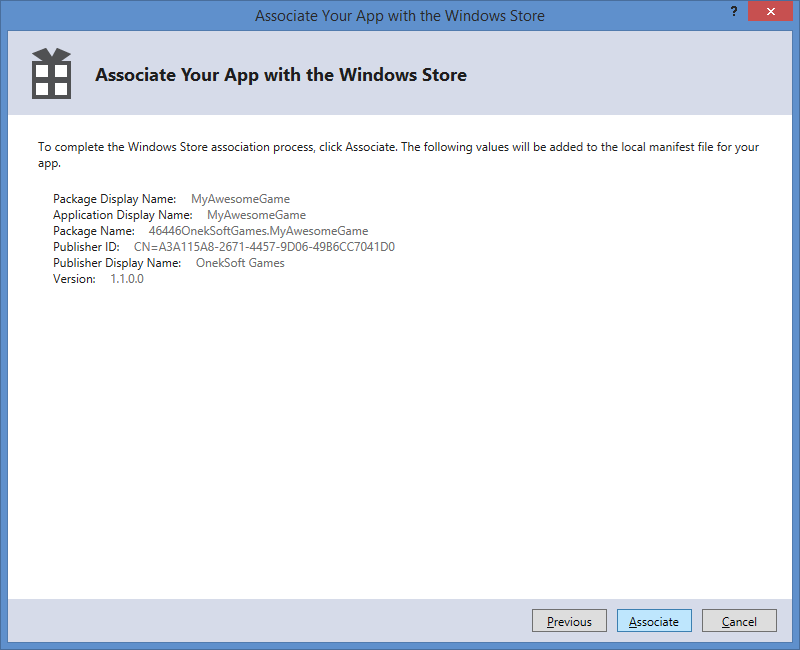 Associate Your App with the Windows Store
?
Associate Your App with the Windows Store
To complete the Windows Store association process, click Associate. The following values will be added to the local manifest file for your
app.
Package Display Name: MyAwesomeGame
Application Display Name: MyAwesomeGame
Package Name: 46446OnekSoftGames.MyAwesomeGame
Publisher ID: CN=A3A115A8-2671-4457-9D06-49B6CC7041D0
Publisher Display Name: OnekSoft Games
Version: 1.1.0.0
Previous Associate Cancel